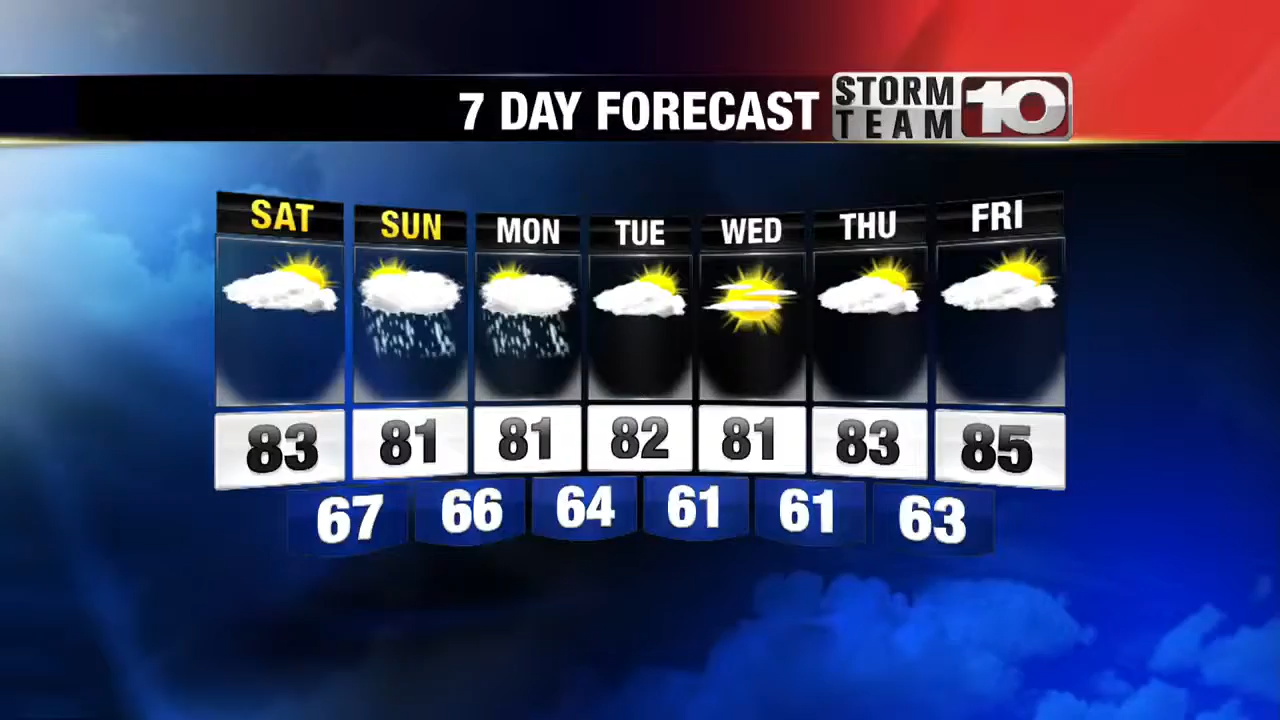 7 DAY FORECAST
STORM TEAM 10
SAT SUN MON TUE WED THU FRI
83 81 81 82 81 83 85
67 66 64 61 61 63